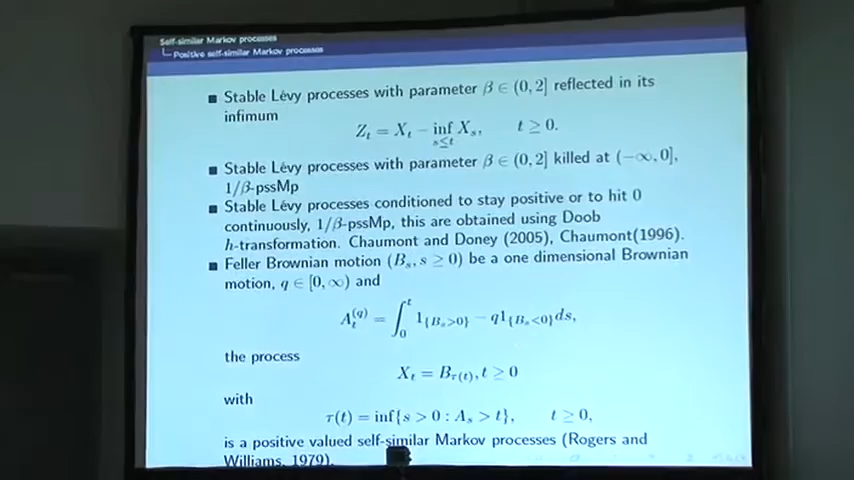 Self-similar Markov processes
Positive self-similar Markov processes
Stable Lévy processes with parameter β ∈ (0, 2] reflected in its
infimum
Z_t = X_t − inf_{s≤t} X_s, t ≥ 0.
Stable Lévy processes with parameter β ∈ (0, 2] killed at (−∞, 0],
1/β-pssMp
Stable Lévy processes conditioned to stay positive or to hit 0
continuously, 1/β-pssMp, this are obtained using Doob
h-transformation. Chaumont and Doney (2005), Chaumont(1996).
Feller Brownian motion (B_s, s ≥ 0) be a one dimensional Brownian
motion, q ∈ [0, ∞) and
A_t^{(q)} = ∫_0^t 1_{{B_s>0}} − q1_{{B_s<0}} ds,
the process
X_t = B_{τ(t)}, t ≥ 0
with
τ(t) = inf{s > 0 : A_s > t}, t ≥ 0,
is a positive valued self-similar Markov processes (Rogers and
Williams, 1979).